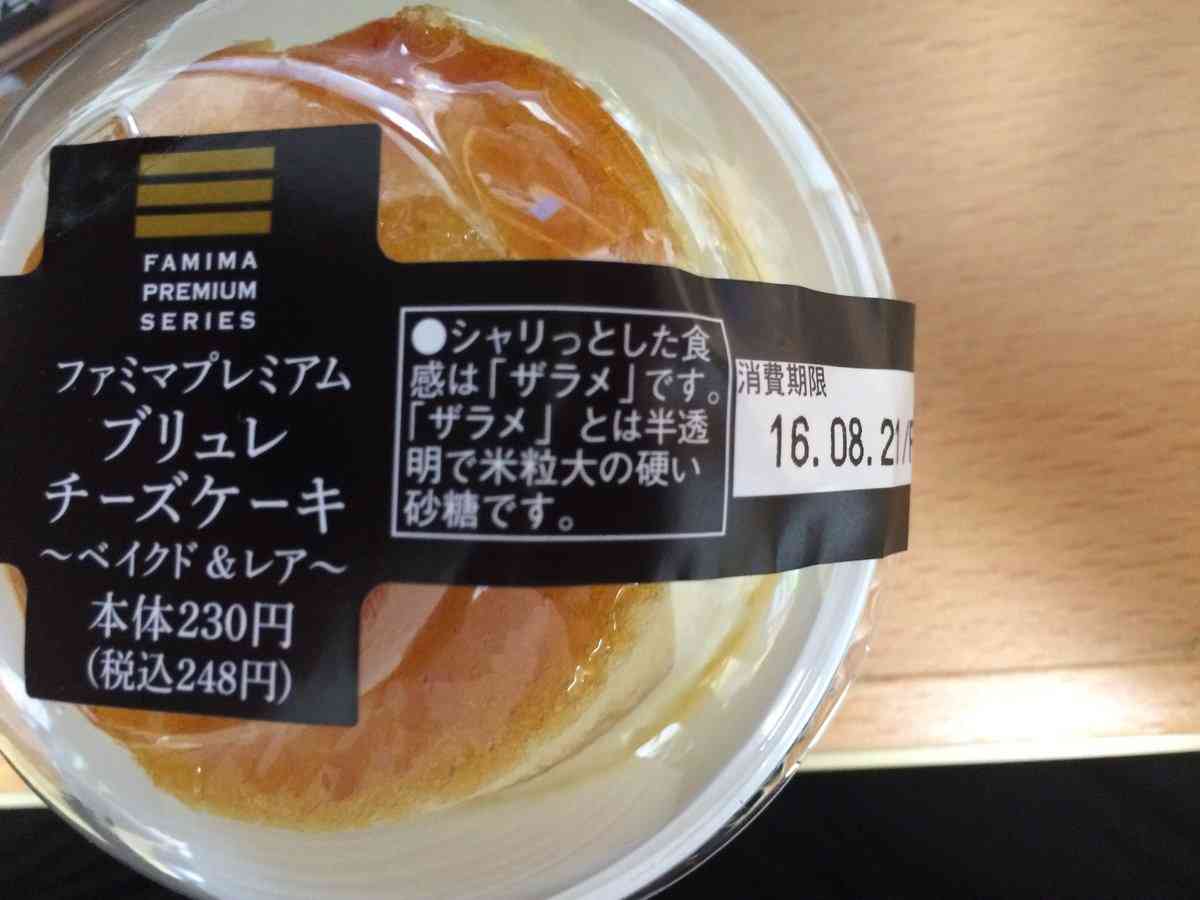 FAMIMA
PREMIUM
SERIES
ファミマプレミアム
ブリュレ
チーズケーキ
～ベイクド&レア～
本体230円
(税込248円)
●シャリっとした食
感は「ザラメ」です。
「ザラメ」とは半透
明で米粒大の硬い
砂糖です。
消費期限
16.08.21/